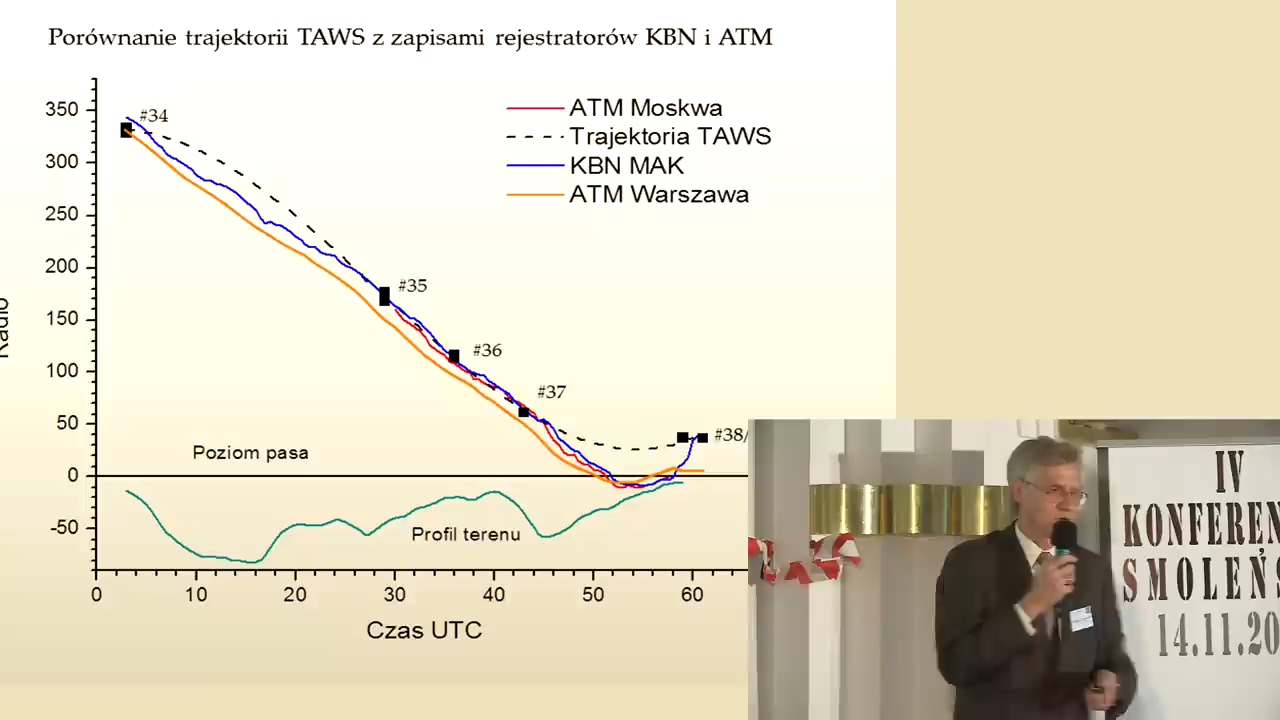 Porównanie trajektorii TAWS z zapisami rejestratorów KBN i ATM
ATM Moskwa
Trajektoria TAWS
KBN MAK
ATM Warszawa
350
300
250
200
150
100
50
0
-50
Radio
#34
#35
#36
#37
#38/
Poziom pasa
Profil terenu
0 10 20 30 40 50 60
Czas UTC
IV
KONFEREN
SMOLEŃS
14.11.20